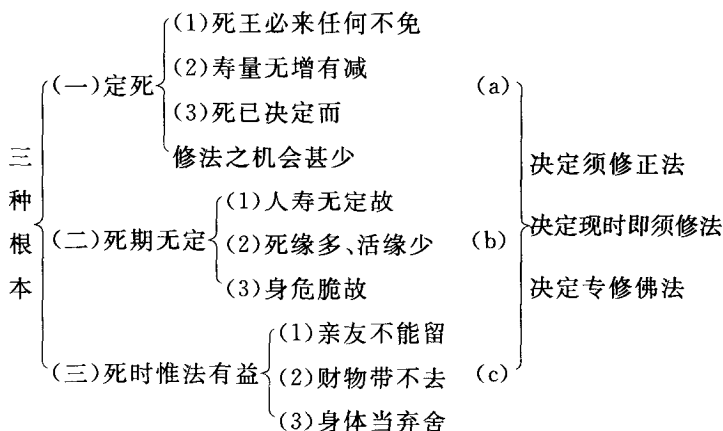 三种根本
(一)定死
(1)死王必来任何不免
(2)寿量无增有减
(3)死已决定而
修法之机会甚少
(a)
决定须修正法
(二)死期无定
(1)人寿无定故
(2)死缘多、活缘少
(3)身危脆故
(b)
决定现时即须修法
(三)死时惟法有益
(1)亲友不能留
(2)财物带不去
(3)身体当弃舍
(c)
决定专修佛法